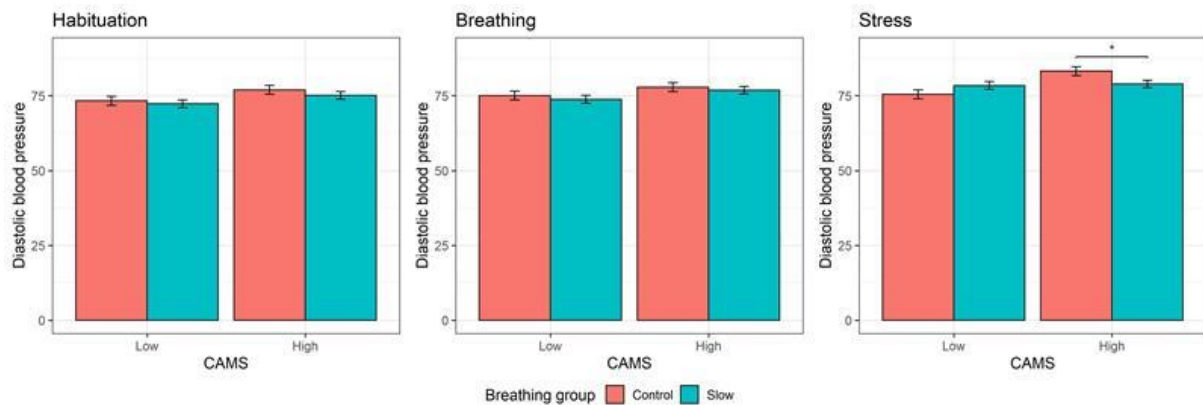 Habituation
Diastolic blood pressure
75
50
25
0
Low High
CAMS
Breathing
Diastolic blood pressure
75
50
25
0
Low High
CAMS
Stress
Diastolic blood pressure
75
50
25
0
*
Low High
CAMS
Breathing group Control Slow